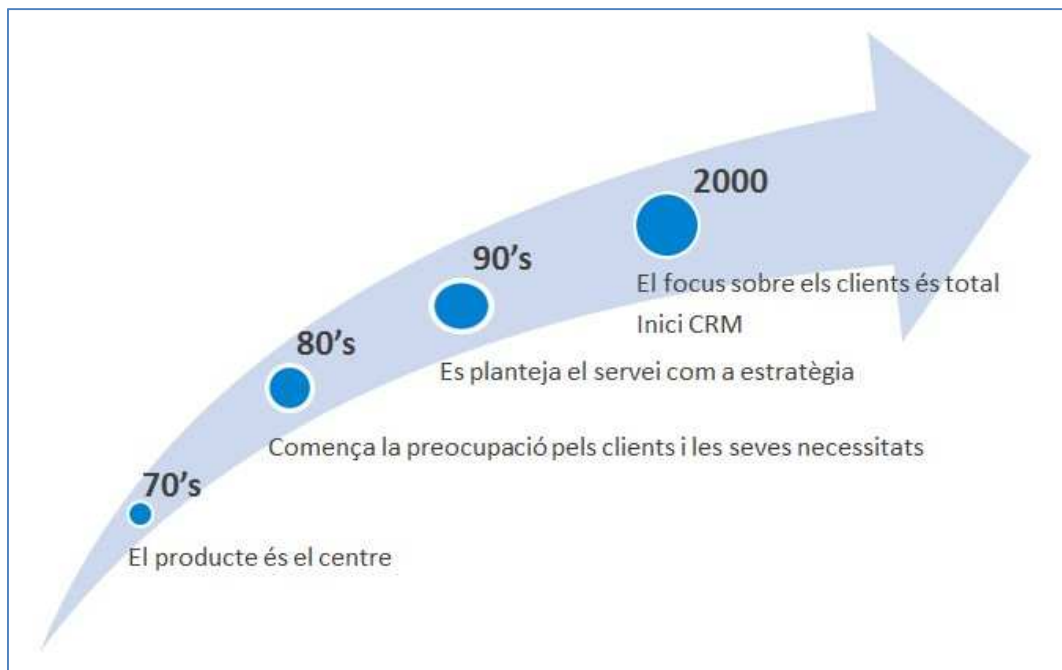 2000
El focus sobre els clients és total
Inici CRM
90's
Es planteja el servei com a estratègia
80's
Comença la preocupació pels clients i les seves necessitats
70's
El producte és el centre